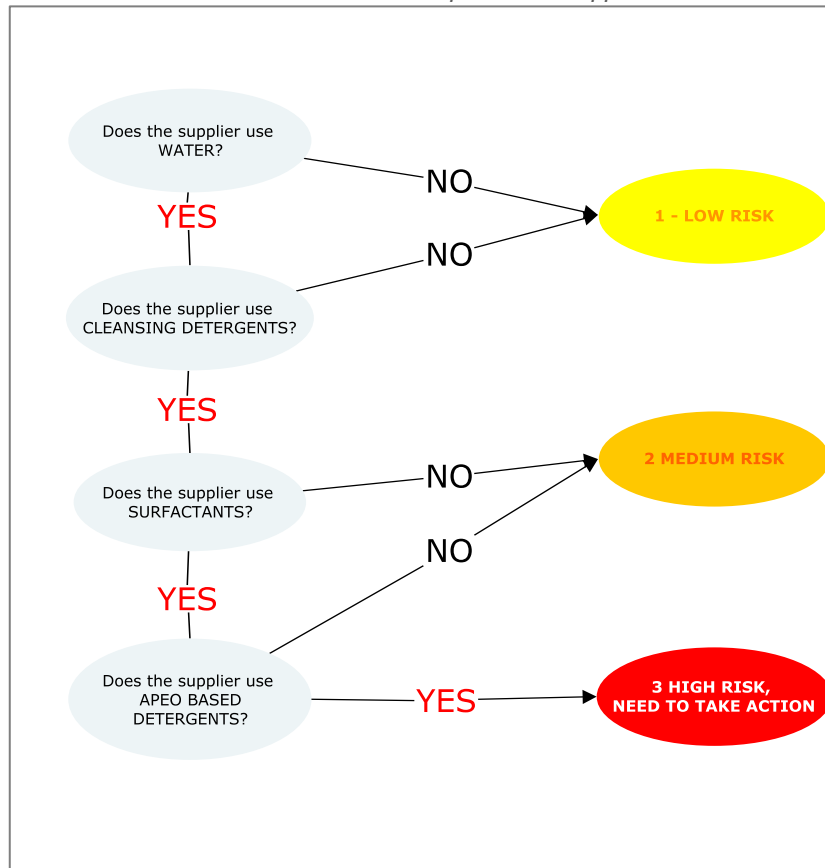 Does the supplier use
WATER?
NO
YES
1 - LOW RISK
NO
Does the supplier use
CLEANSING DETERGENTS?
YES
2 MEDIUM RISK
NO
Does the supplier use
SURFACTANTS?
NO
YES
Does the supplier use
APEO BASED
DETERGENTS?
YES
3 HIGH RISK,
NEED TO TAKE ACTION